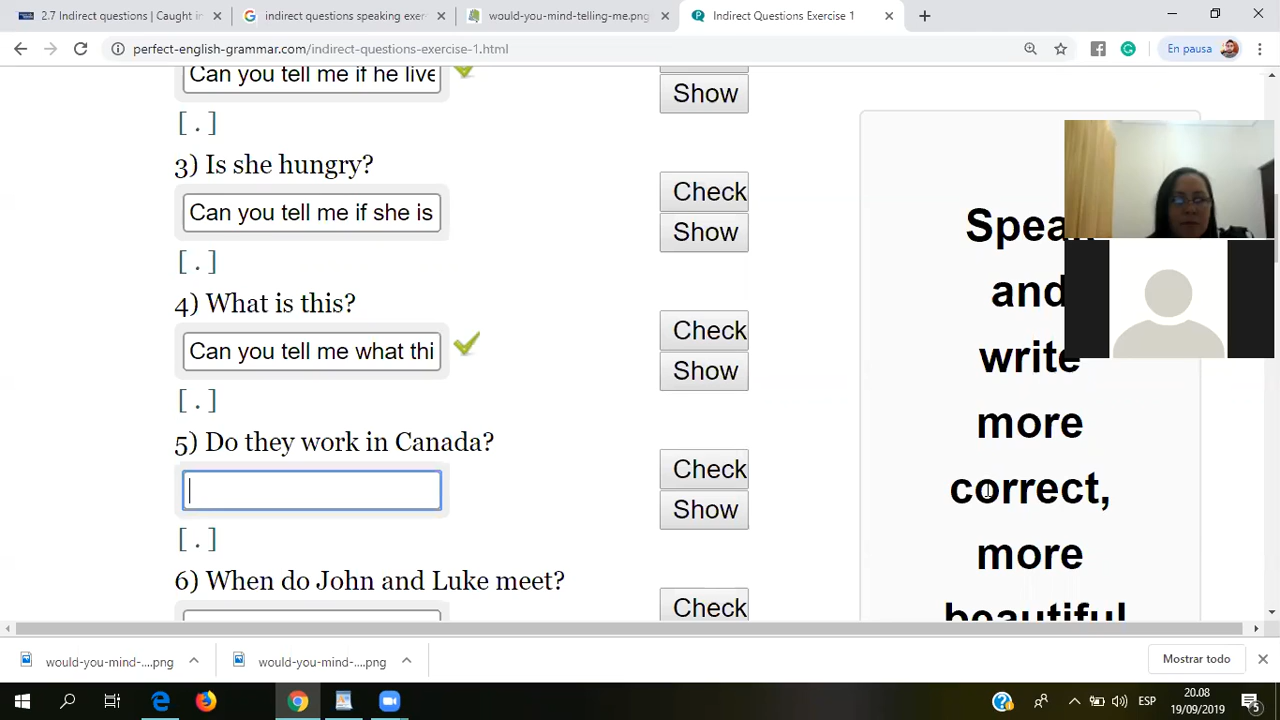 2.7 Indirect questions | Caught in
indirect questions speaking exerc
would-you-mind-telling-me.png
Indirect Questions Exercise 1
perfect-english-grammar.com/indirect-questions-exercise-1.html
En pausa
Can you tell me if he live
Show
[ . ]
3) Is she hungry?
Can you tell me if she is
Check
Show
[ . ]
4) What is this?
Can you tell me what thi
Check
Show
[ . ]
5) Do they work in Canada?
Check
Show
[ . ]
6) When do John and Luke meet?
Check
Speak
and
write
more
correct,
more
beautiful
would-you-mind-....png
would-you-mind-....png
Mostrar todo
ESP
20.08
19/09/2019
5